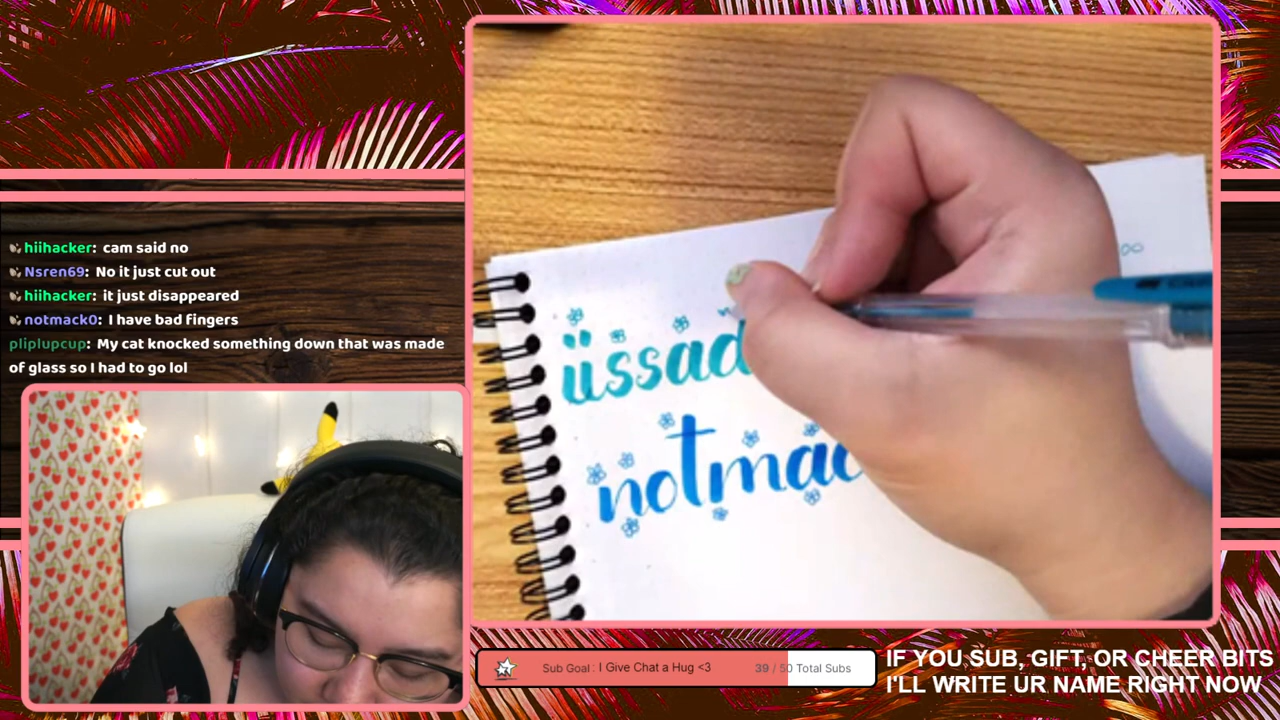 hiihacker: cam said no
Nsren69: No it just cut out
hiihacker: it just disappeared
notmack0: I have bad fingers
pliplupcup: My cat knocked something down that was made
of glass so I had to go lol
üssad
notmac
Sub Goal: I Give Chat a Hug <3 39 / 50 Total Subs
IF YOU SUB, GIFT, OR CHEER BITS
I'LL WRITE UR NAME RIGHT NOW